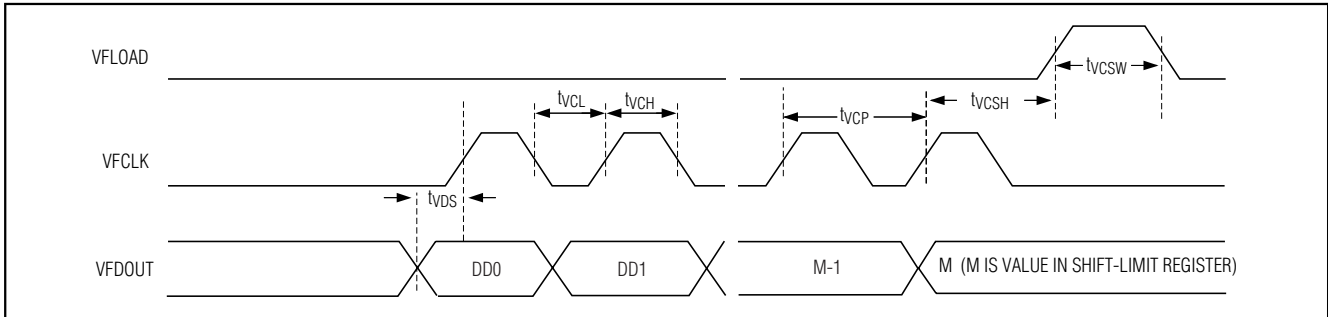 VFLOAD
tVCSW
tVCL
tVCH
tVCP
tVCSH
VFCLK
tVDS
VFDOUT
DD0
DD1
M-1
M (M IS VALUE IN SHIFT-LIMIT REGISTER)